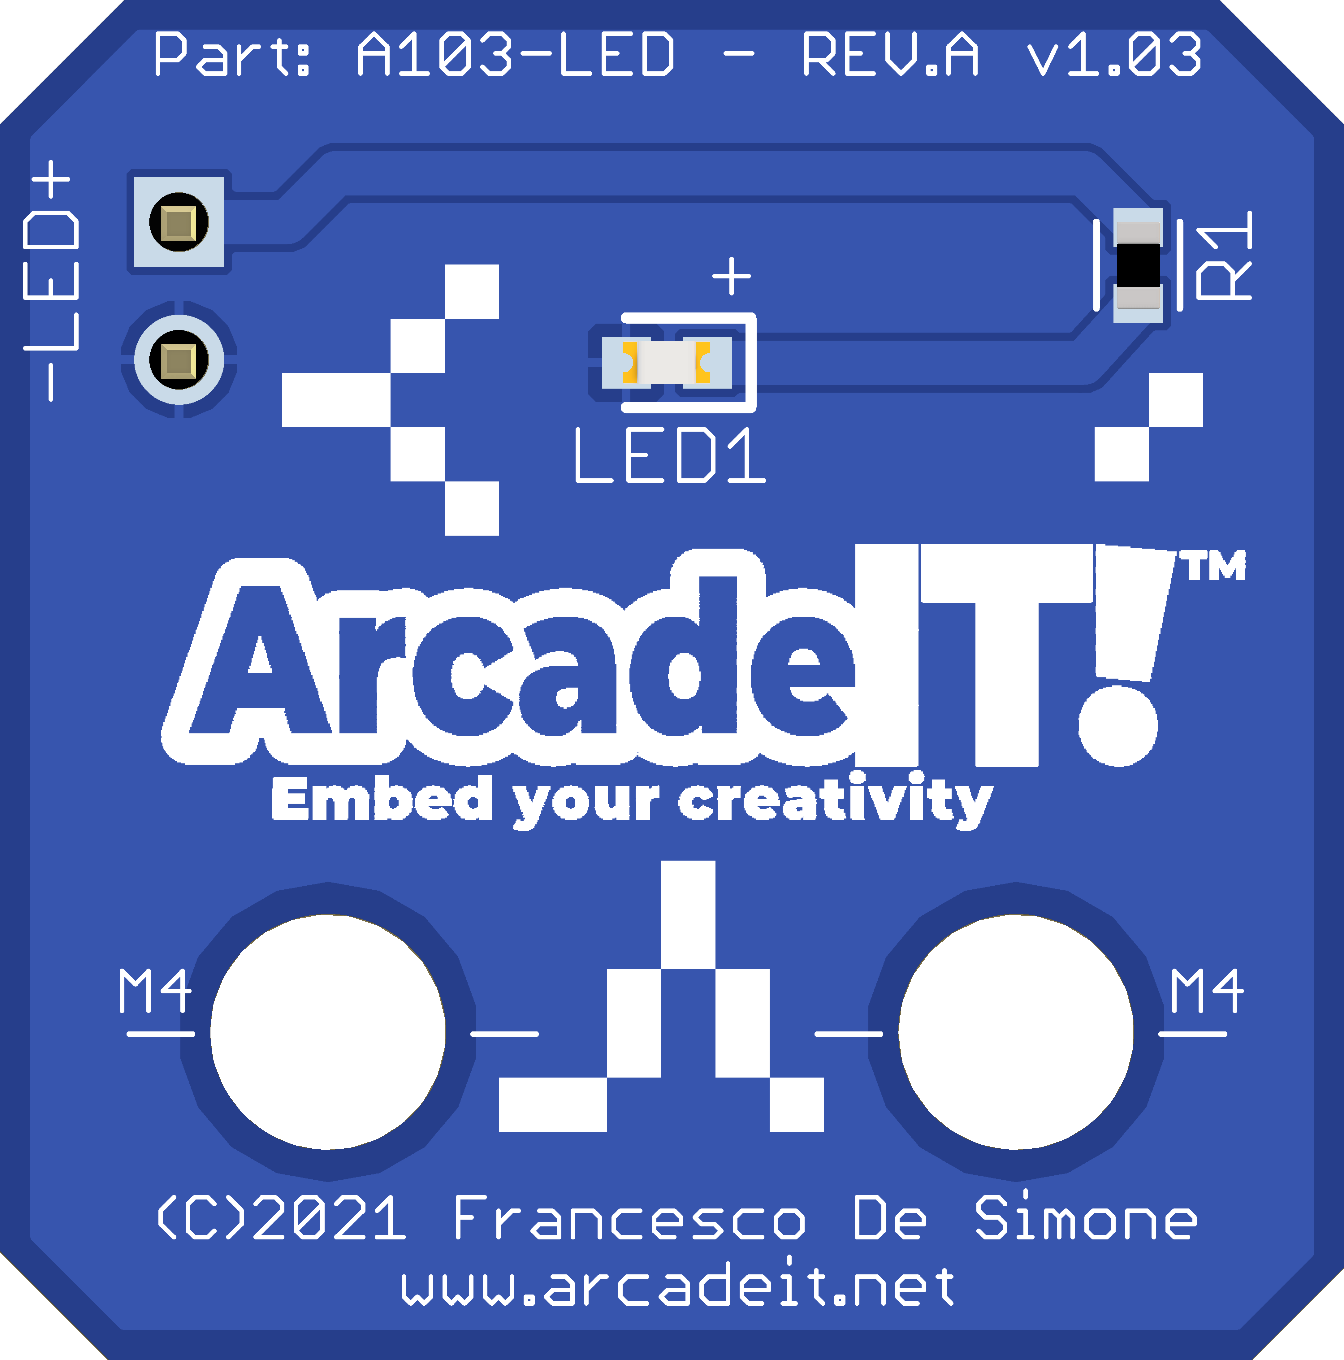 Part: A103-LED - REV.A v1.03
-LED+
R1
+
LED1
ArcadeIT!™
Embed your creativity
M4
M4
(C)2021 Francesco De Simone
www.arcadeit.net